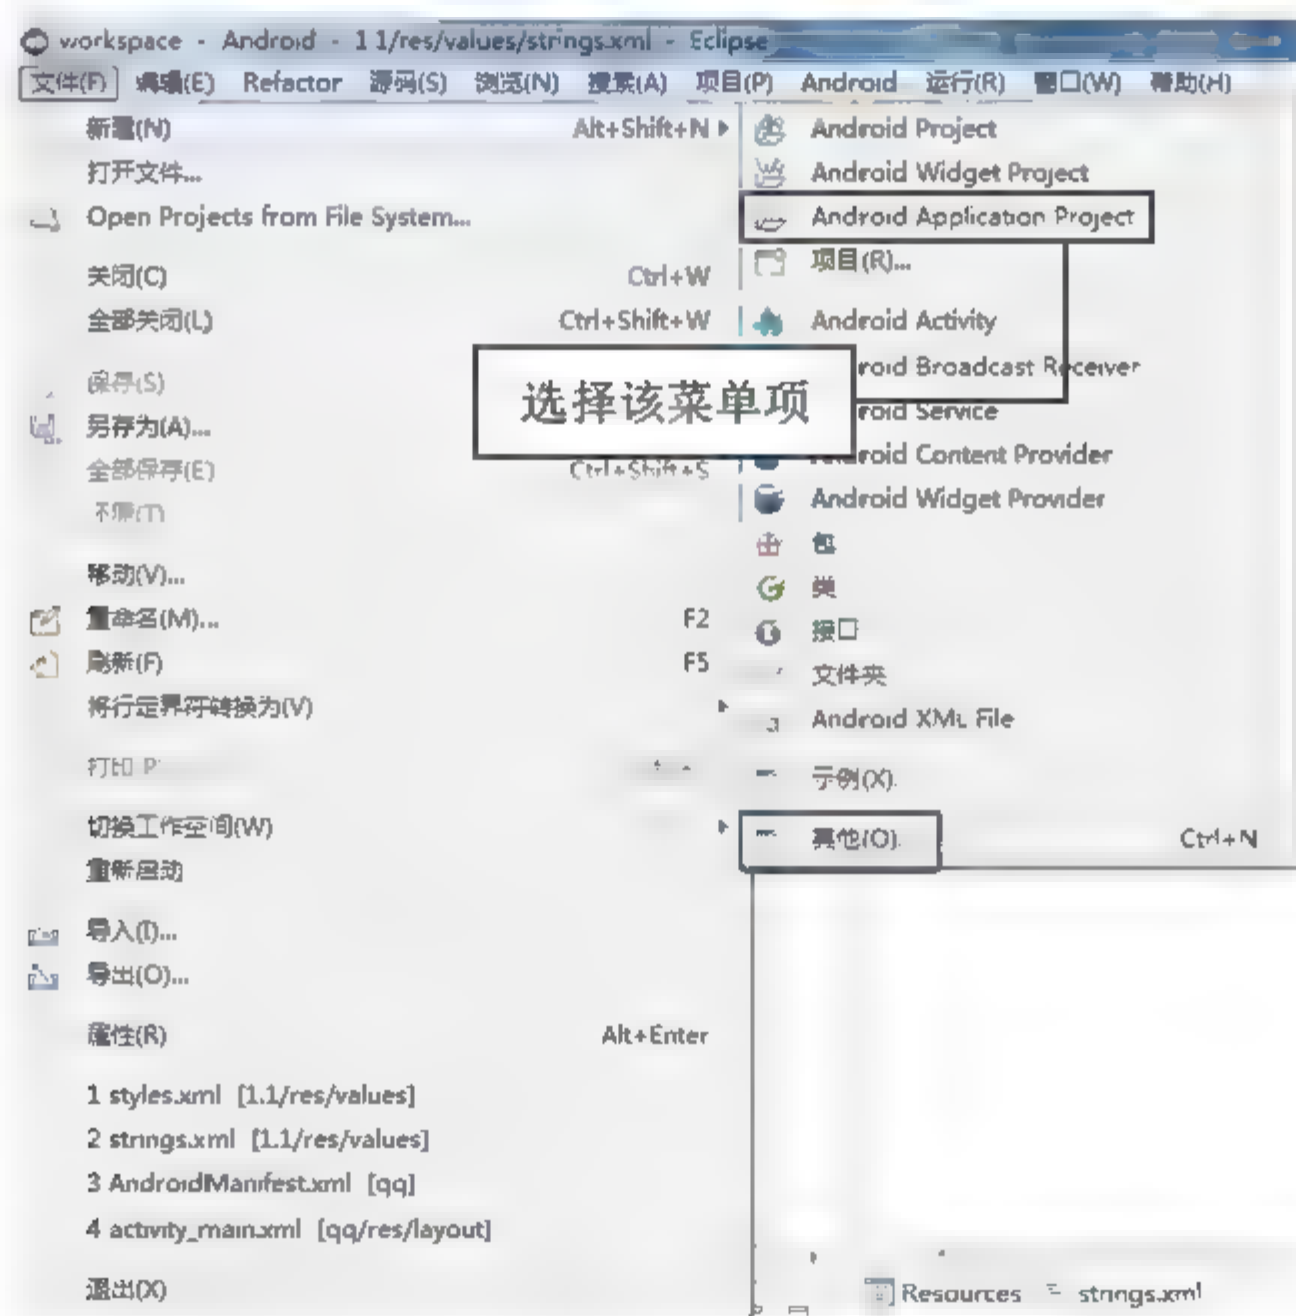 workspace - Android - 1 1/res/values/strings.xml - Eclipse
文件(F) 编辑(E) Refactor 源码(S) 浏览(N) 搜索(A) 项目(P) Android 运行(R) 窗口(W) 帮助(H)
新建(N) Alt+Shift+N
打开文件...
Open Projects from File System...
关闭(C) Ctrl+W
全部关闭(L) Ctrl+Shift+W
保存(S)
另存为(A)...
全部保存(E) Ctrl+Shift+S
移动(V)...
重命名(M)... F2
刷新(F) F5
将行定界符转换为(V)
打印 P
切换工作空间(W)
重新启动
导入(I)...
导出(O)...
属性(R) Alt+Enter
1 styles.xml [1.1/res/values]
2 strings.xml [1.1/res/values]
3 AndroidManifest.xml [qq]
4 activity_main.xml [qq/res/layout]
退出(X)
Android Project
Android Widget Project
Android Application Project
项目(R)...
Android Activity
roid Broadcast Receiver
roid Service
Android Content Provider
Android Widget Provider
包
类
接口
文件夹
Android XML File
示例(X).
其他(O). Ctrl+N
选择该菜单项
Resources strings.xml